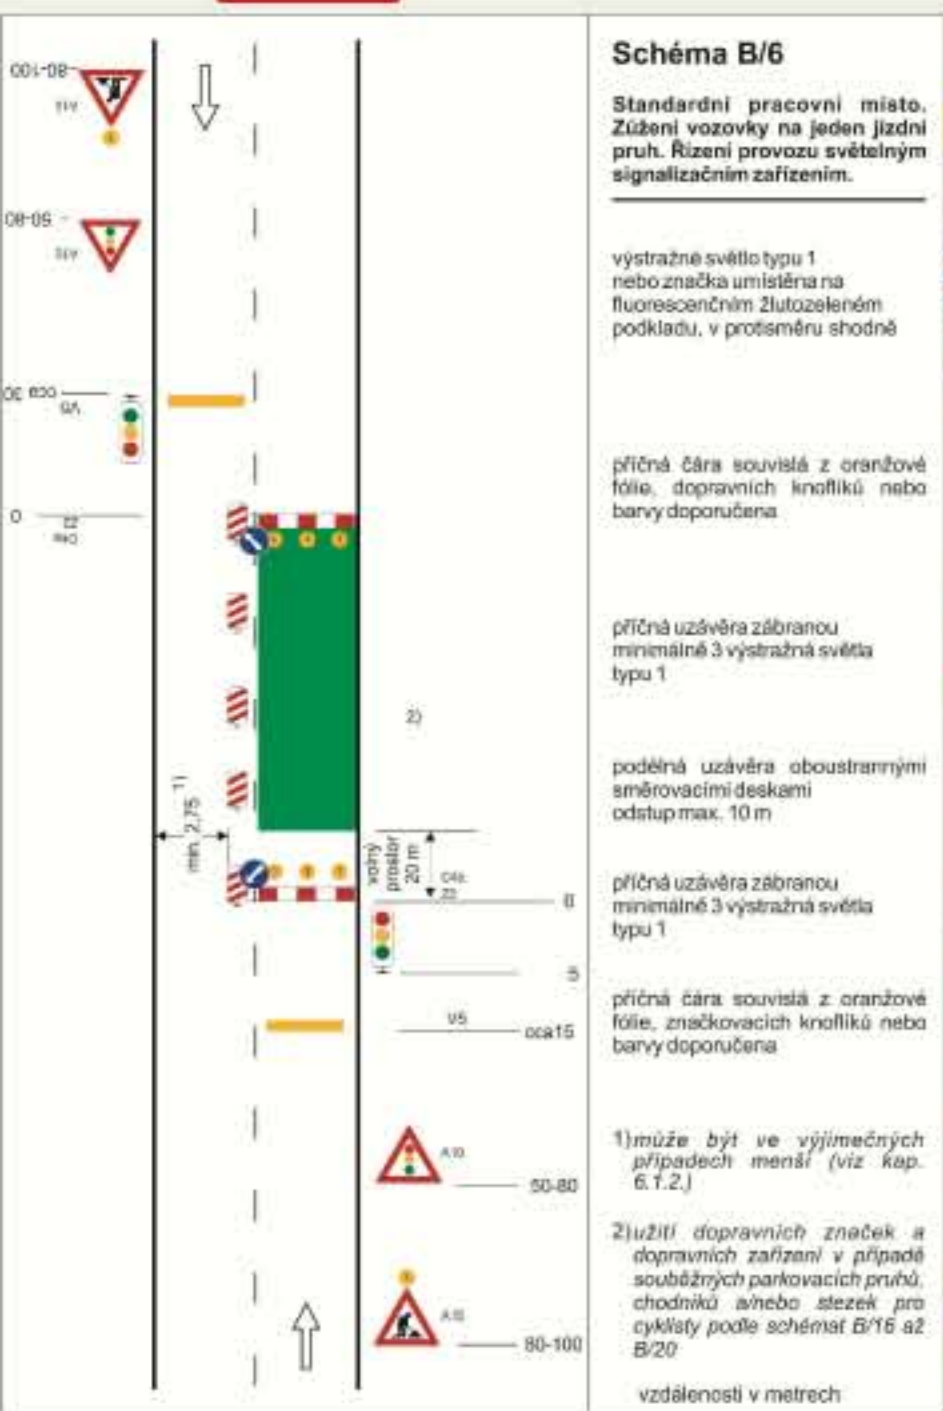 Schéma B/6
Standardní pracovní místo.
Zúžení vozovky na jeden jízdní
pruh. Řízení provozu světelným
signalizačním zařízením.
výstražné světlo typu 1
nebo značka umístěna na
fluorescenčním žlutozeleném
podkladu, v protisměru shodně
příčná čára souvislá z oranžové
fólie, dopravních knoflíků nebo
barvy doporučena
příčná uzávěra zábranou
minimálně 3 výstražná světla
typu 1
podélná uzávěra oboustrannými
směrovacími deskami
odstup max. 10 m
příčná uzávěra zábranou
minimálně 3 výstražná světla
typu 1
příčná čára souvislá z oranžové
fólie, značkovacích knoflíků nebo
barvy doporučena
1) může být ve výjimečných
případech menší (viz kap.
6.1.2.)
2) užití dopravních značek a
dopravních zařízení v případě
souběžných parkovacích pruhů,
chodníků a/nebo stezek pro
cyklisty podle schémat B/16 až
B/20
vzdálenosti v metrech
80-100
A15
50-80
A10
cca 30
V5
0
Z2
C4a
2)
min. 2,75 1)
volný
prostor
20 m
Z2
V5
cca15
A10
50-80
A15
80-100